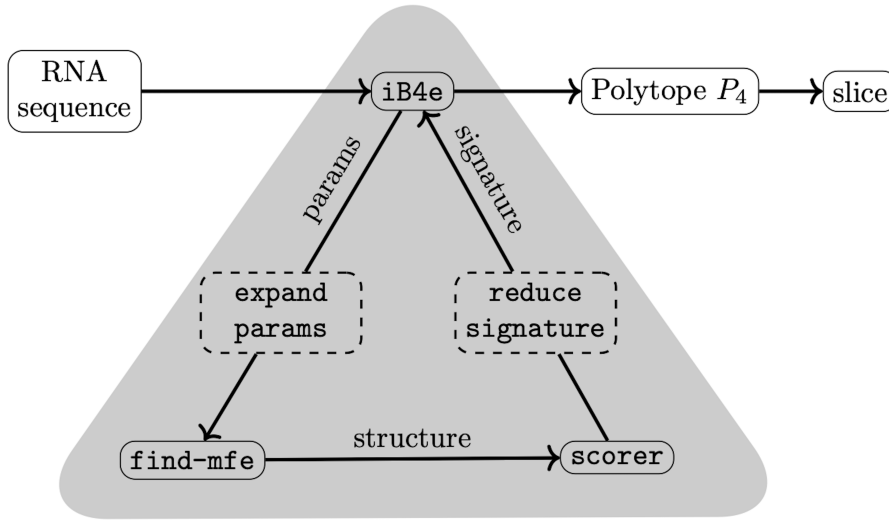 RNA
sequence
iB4e
Polytope P₄
slice
params
signature
expand
params
reduce
signature
find-mfe
structure
scorer